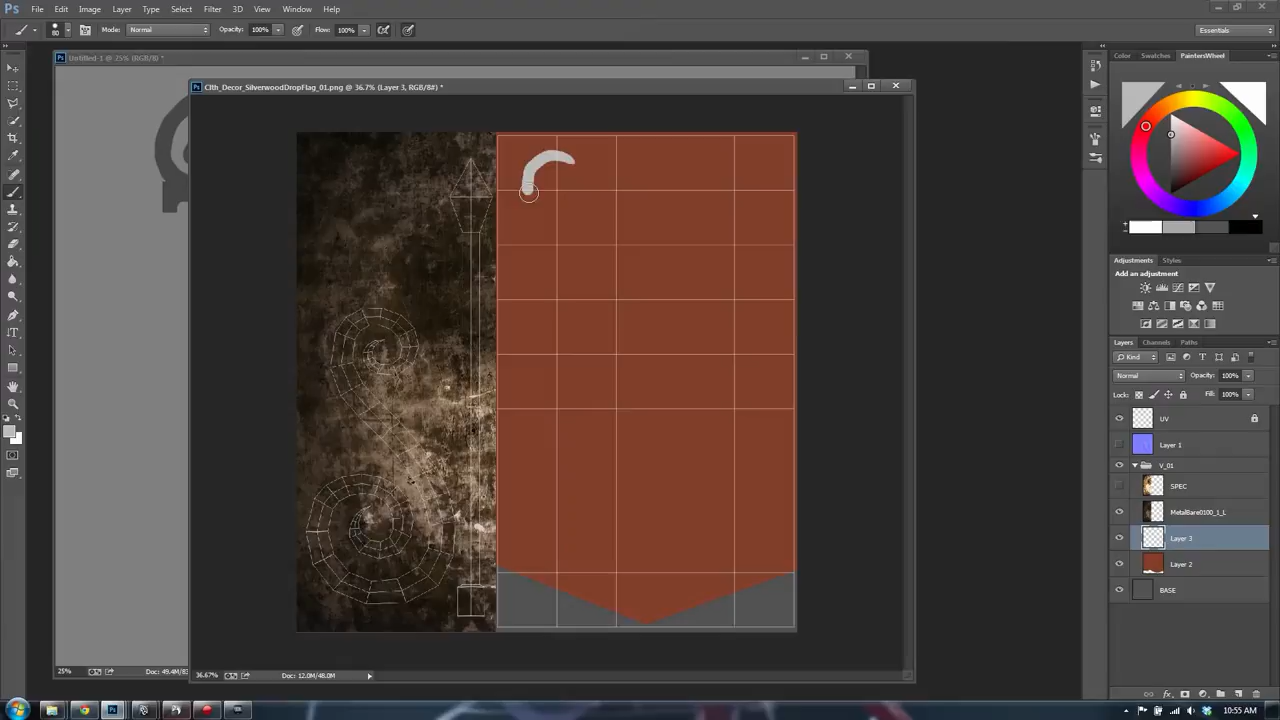 Ps File Edit Image Layer Type Select Filter 3D View Window Help
80 Mode: Normal Opacity: 100% Flow: 100% Essentials
Untitled-1 @ 25% (RGB/8) *
Clth_Decor_SilverwoodDropFlag_01.png @ 36.7% (Layer 3, RGB/8#) *
Color Swatches PaintersWheel
Adjustments Styles
Add an adjustment
Layers Channels Paths
Kind
Normal Opacity: 100%
Lock: Fill: 100%
UV
Layer 1
V_01
SPEC
MetalBare0100_1_L
Layer 3
Layer 2
BASE
25% Doc: 49.4M/83
36.67% Doc: 12.0M/48.0M
10:55 AM